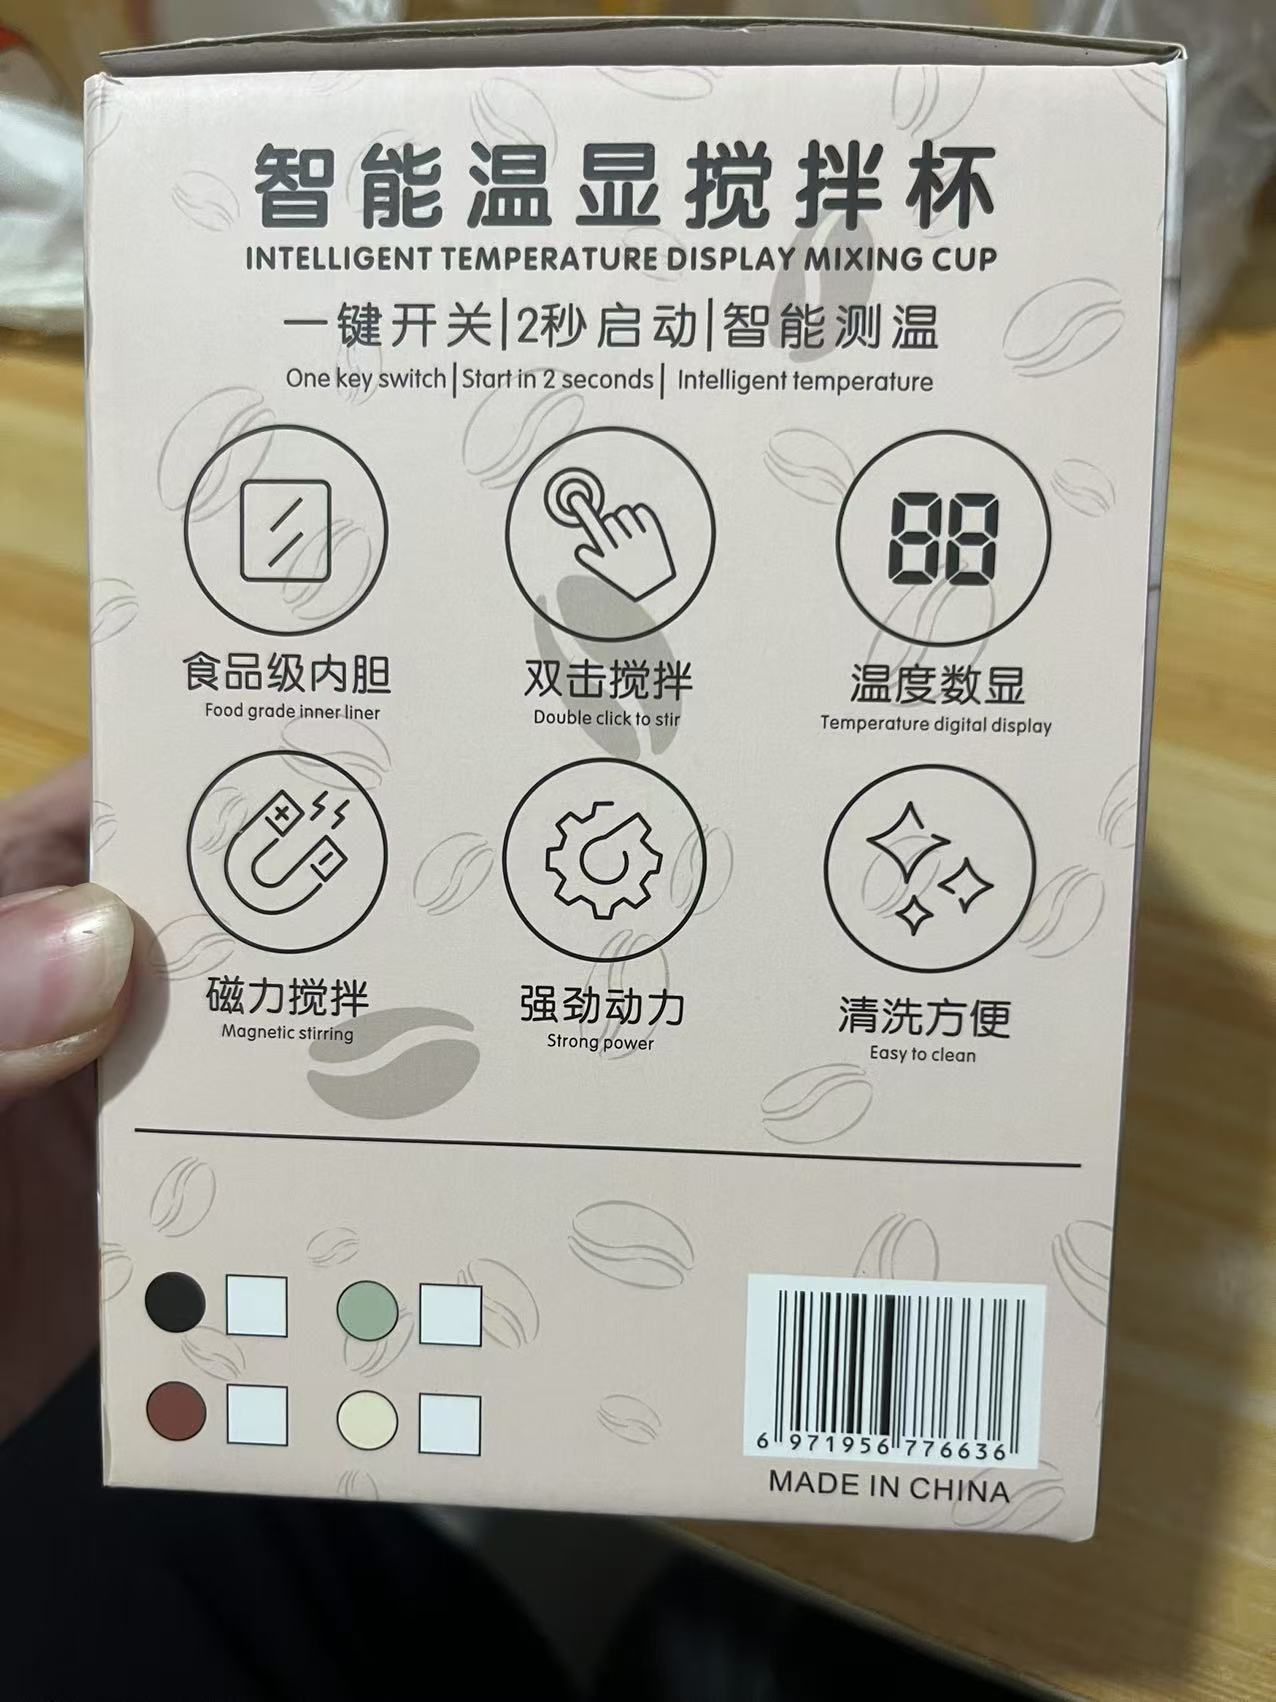 智能温显搅拌杯
INTELLIGENT TEMPERATURE DISPLAY MIXING CUP
一键开关|2秒启动|智能测温
One key switch|Start in 2 seconds| Intelligent temperature
88
食品级内胆 双击搅拌 温度数显
Food grade inner liner Double click to stir Temperature digital display
磁力搅拌 强劲动力 清洗方便
Magnetic stirring Strong power Easy to clean
6 971956 776636
MADE IN CHINA